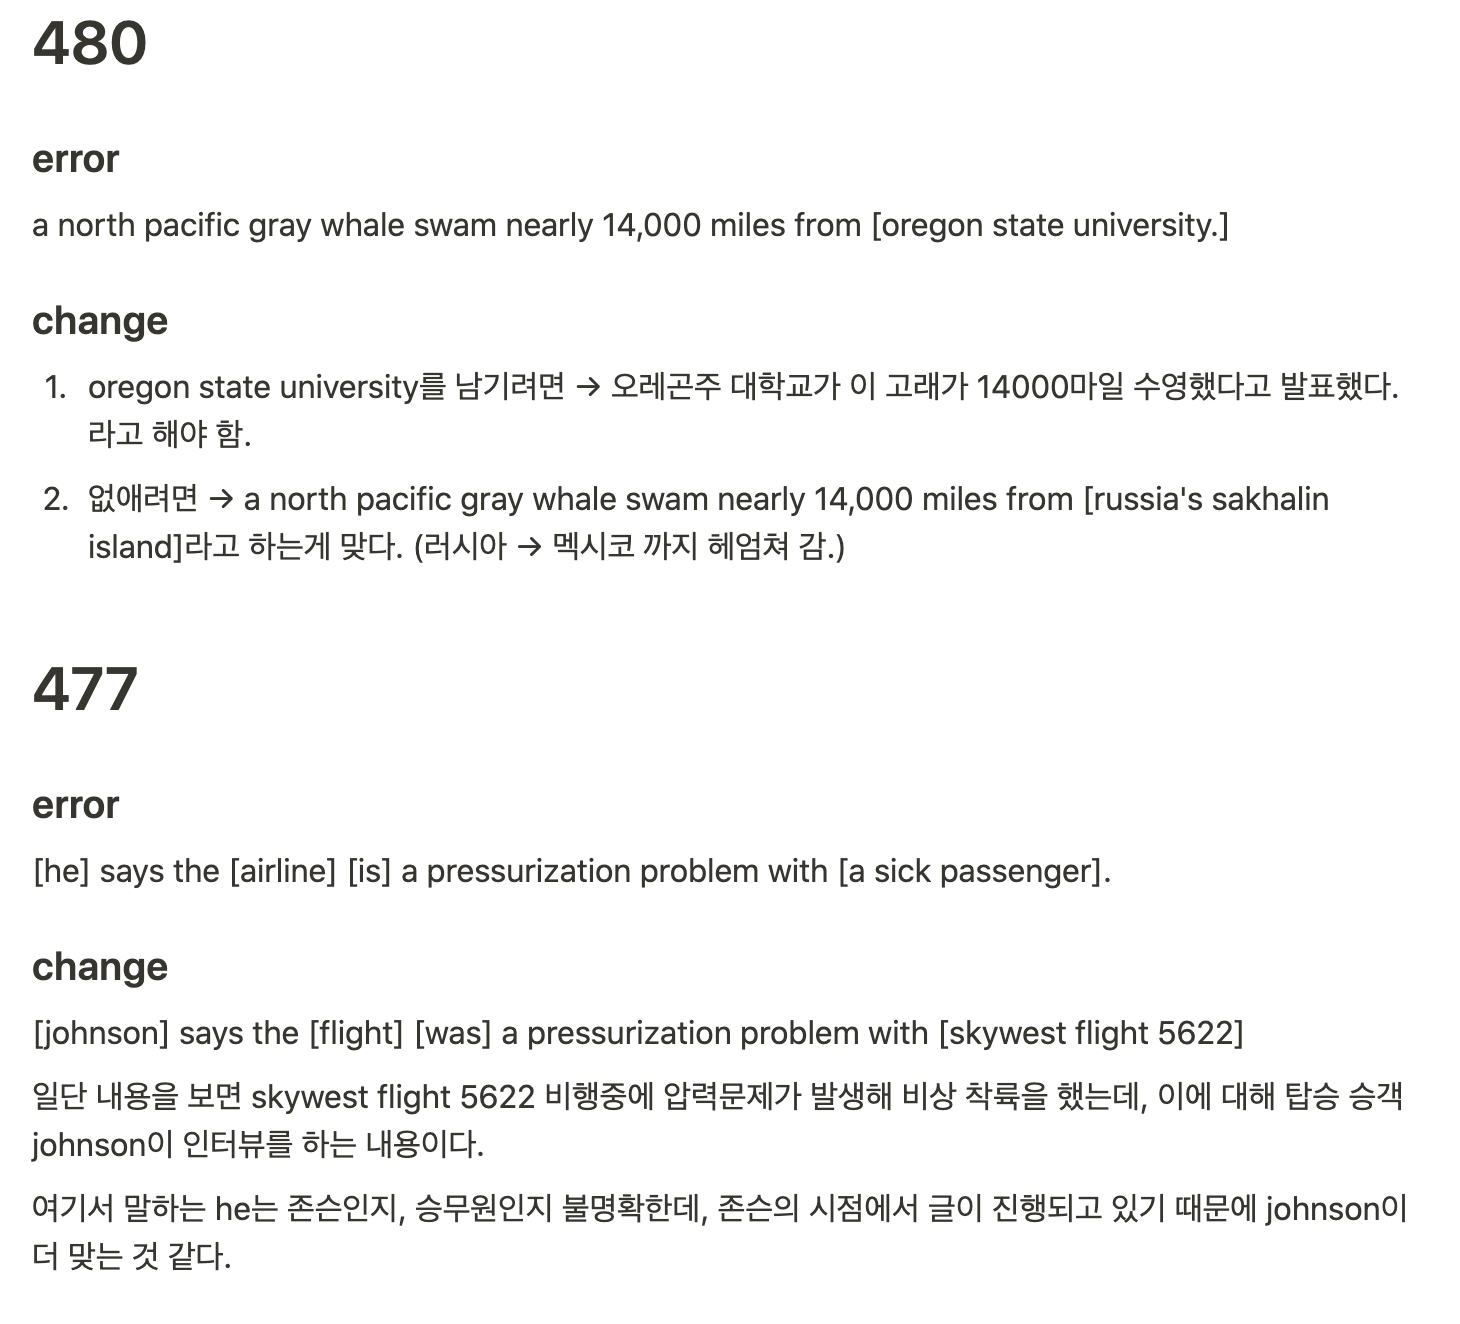 480
error
a north pacific gray whale swam nearly 14,000 miles from [oregon state university.]
change
1. oregon state university를 남기려면 → 오레곤주 대학교가 이 고래가 14000마일 수영했다고 발표했다.
라고 해야 함.
2. 없애려면 → a north pacific gray whale swam nearly 14,000 miles from [russia's sakhalin
island]라고 하는게 맞다. (러시아 → 멕시코 까지 헤엄쳐 감.)
477
error
[he] says the [airline] [is] a pressurization problem with [a sick passenger].
change
[johnson] says the [flight] [was] a pressurization problem with [skywest flight 5622]
일단 내용을 보면 skywest flight 5622 비행중에 압력문제가 발생해 비상 착륙을 했는데, 이에 대해 탑승 승객
johnson이 인터뷰를 하는 내용이다.
여기서 말하는 he는 존슨인지, 승무원인지 불명확한데, 존슨의 시점에서 글이 진행되고 있기 때문에 johnson이
더 맞는 것 같다.